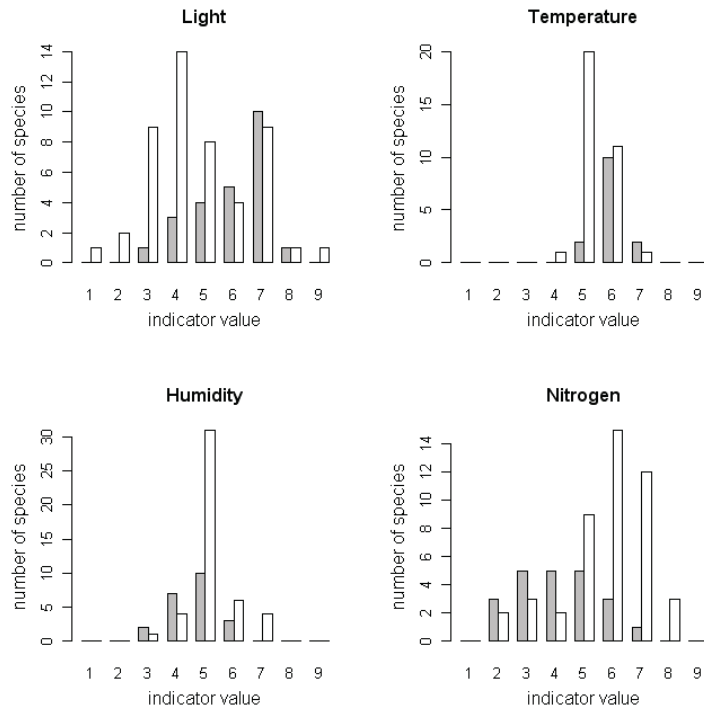 Light
number of species
0 2 4 6 8 10 12 14
1 2 3 4 5 6 7 8 9
indicator value
Temperature
number of species
0 5 10 15 20
1 2 3 4 5 6 7 8 9
indicator value
Humidity
number of species
0 5 10 15 20 25 30
1 2 3 4 5 6 7 8 9
indicator value
Nitrogen
number of species
0 2 4 6 8 10 12 14
1 2 3 4 5 6 7 8 9
indicator value